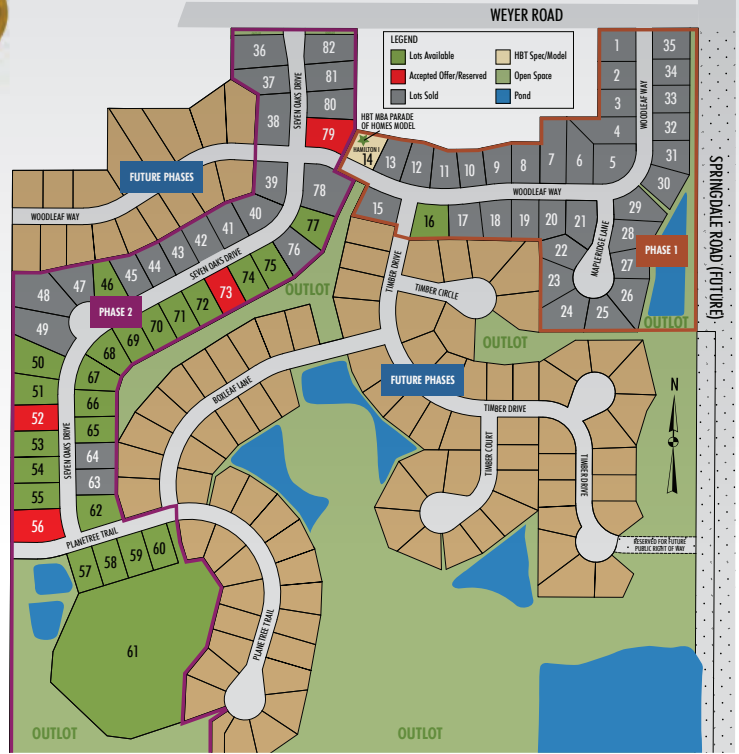 WEYER ROAD
LEGEND
Lots Available
HBT Spec/Model
Accepted Offer/Reserved
Open Space
Lots Sold
Pond
36
82
37
81
38
80
79
SEVEN OAKS DRIVE
HBT MBA PARADE
OF HOMES MODEL
HAMILTON I
14
13
12
11
10
9
8
7
6
5
4
3
2
1
35
34
33
32
31
30
WOODLEAF WAY
WOODLEAF WAY
SPRINGDALE ROAD (FUTURE)
FUTURE PHASES
WOODLEAF WAY
39
78
77
40
41
42
43
44
45
46
47
48
49
SEVEN OAKS DRIVE
76
75
74
73
72
71
70
69
68
PHASE 2
OUTLOT
15
16
17
18
19
20
21
22
23
24
25
26
27
28
29
MAPLERIDGE LANE
PHASE 1
OUTLOT
TIMBER DRIVE
TIMBER CIRCLE
OUTLOT
50
51
52
53
54
55
56
67
66
65
64
63
62
SEVEN OAKS DRIVE
BOXLEAF LANE
FUTURE PHASES
TIMBER DRIVE
TIMBER COURT
TIMBER DRIVE
N
RESERVED FOR FUTURE
PUBLIC RIGHT OF WAY
PLANETREE TRAIL
57
58
59
60
61
PLANETREE TRAIL
OUTLOT
OUTLOT